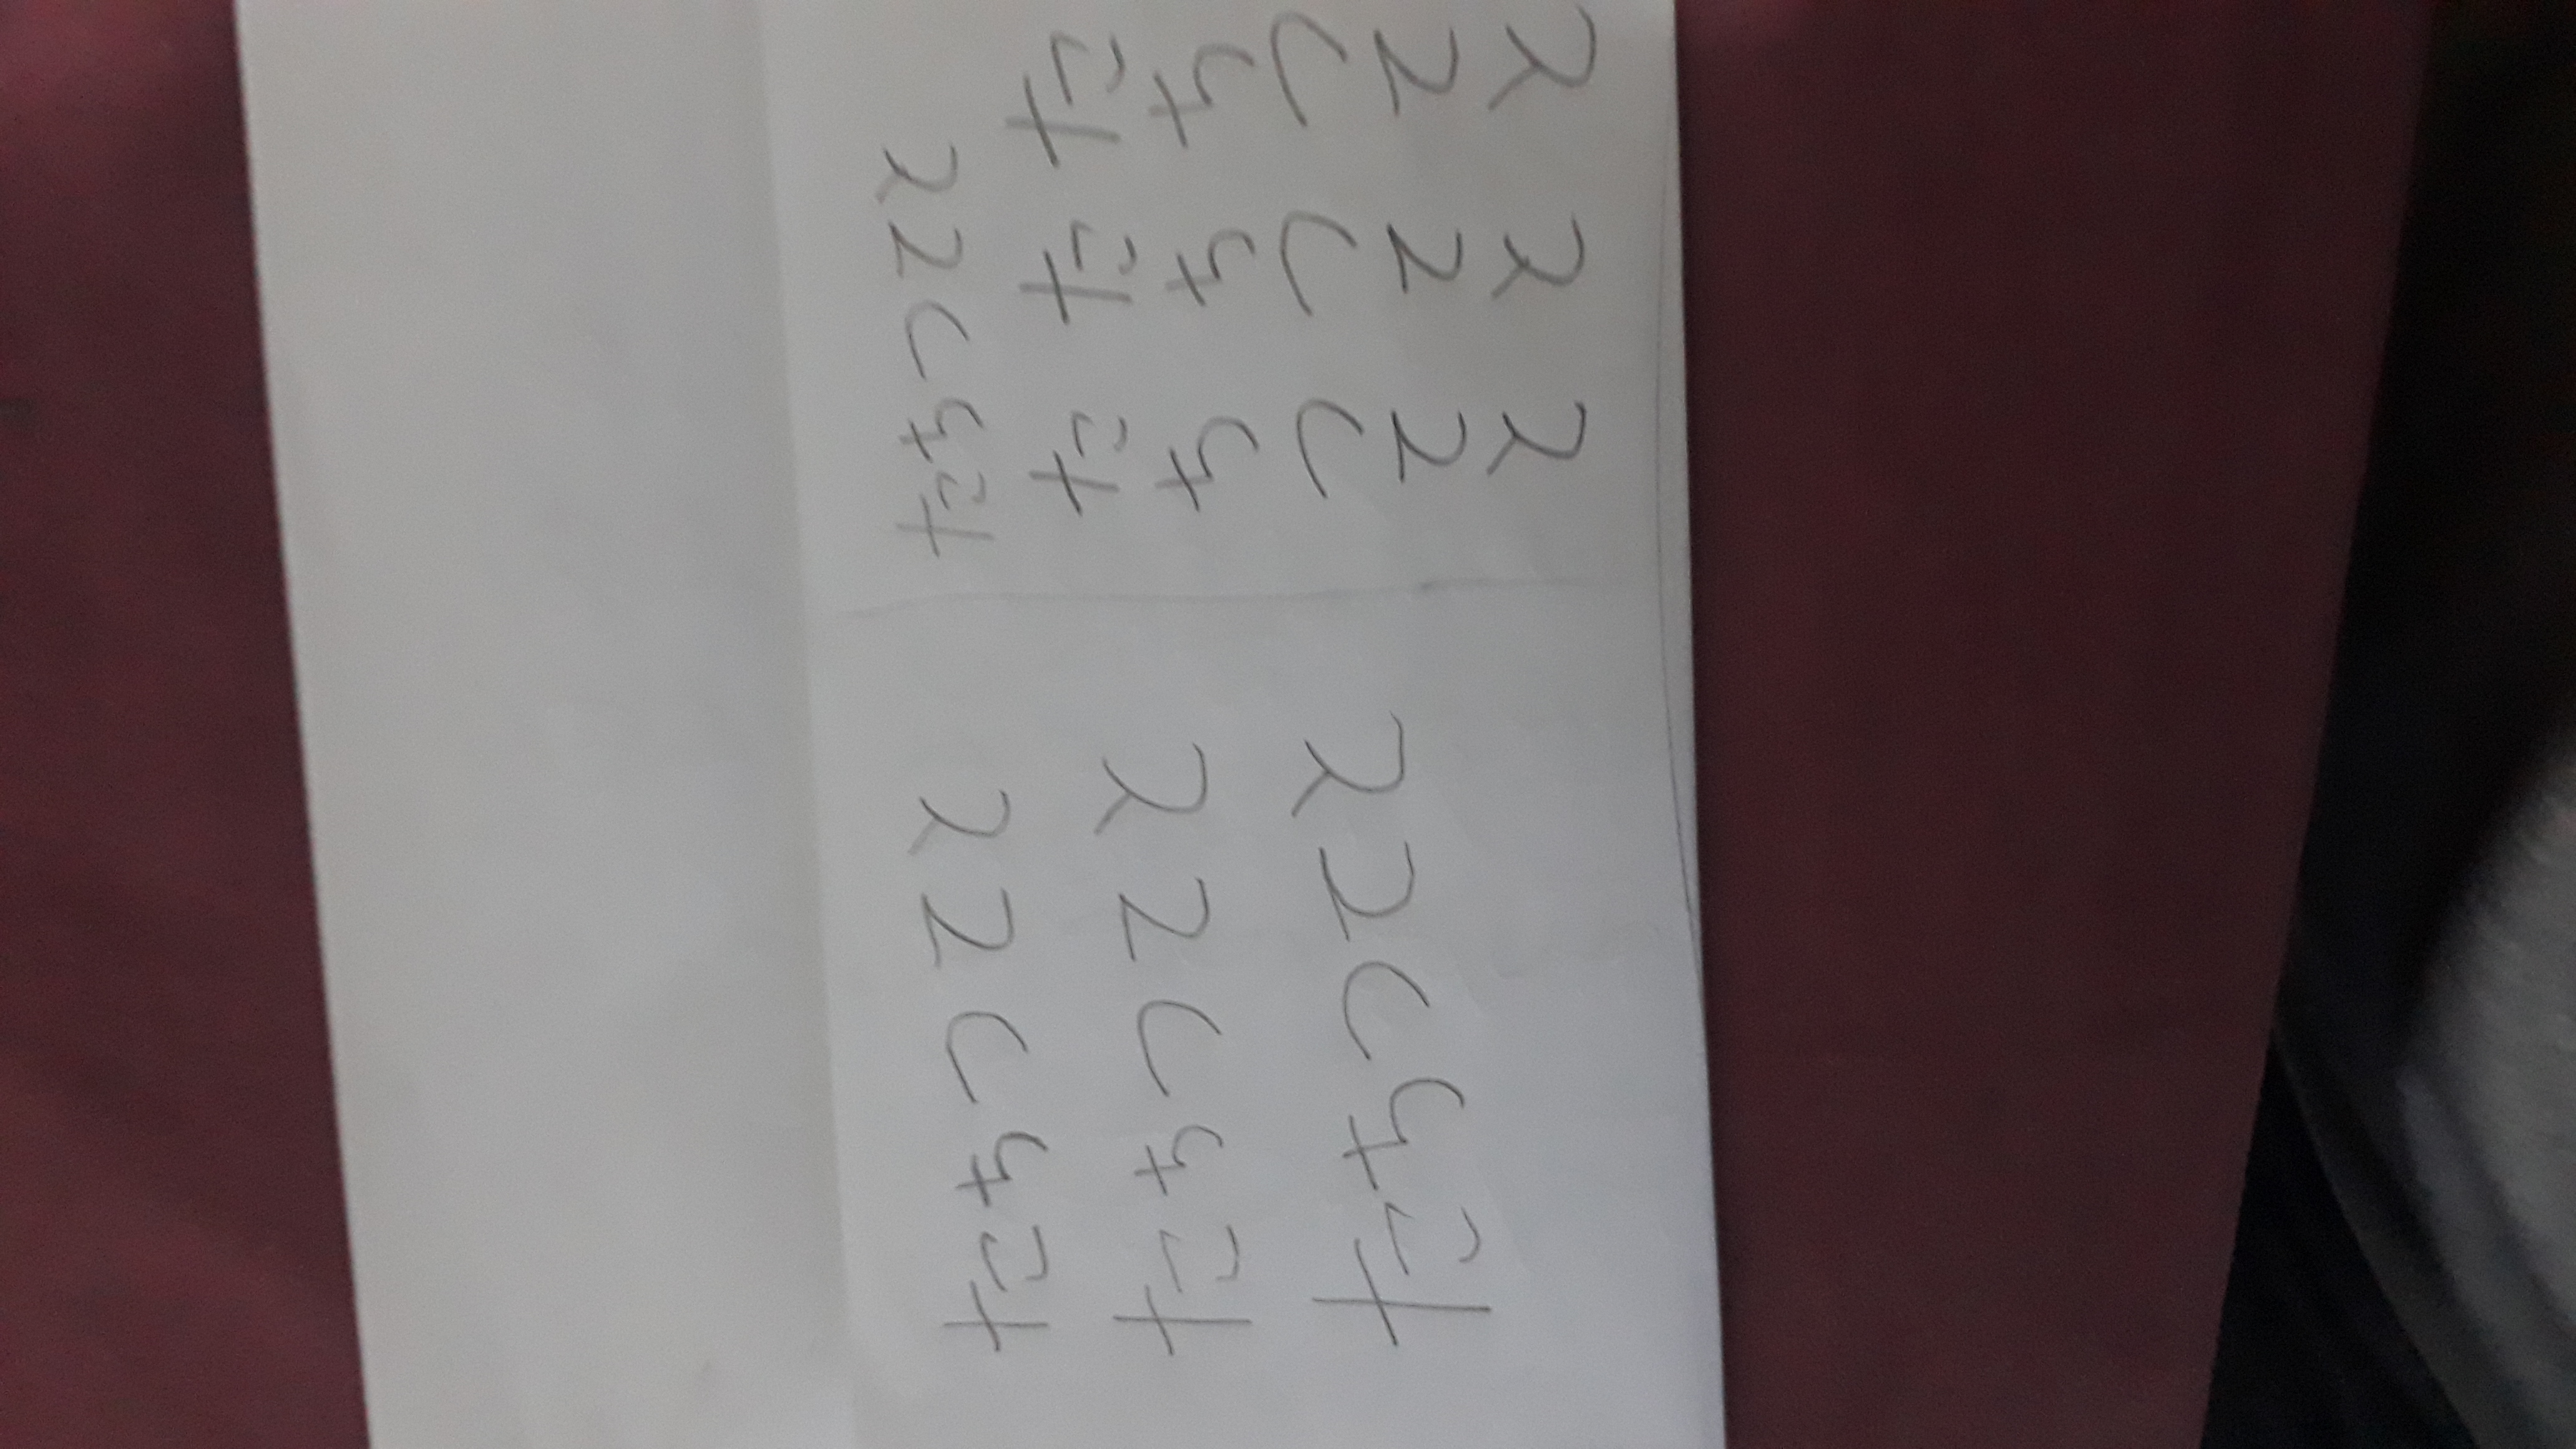 たちつてと
たちつてと
たちつてと
たちつてと
た た た
ち ち ち
つ つ つ
て て て
と と と